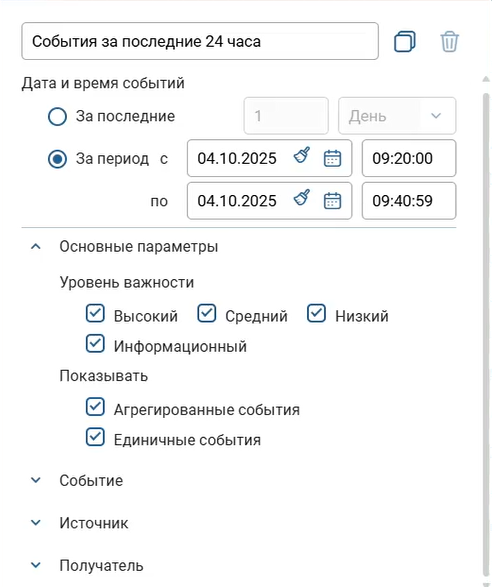 События за последние 24 часа
Дата и время событий
За последние 1 День
За период с 04.10.2025 09:20:00
по 04.10.2025 09:40:59
Основные параметры
Уровень важности
Высокий Средний Низкий
Информационный
Показывать
Агрегированные события
Единичные события
Событие
Источник
Получатель